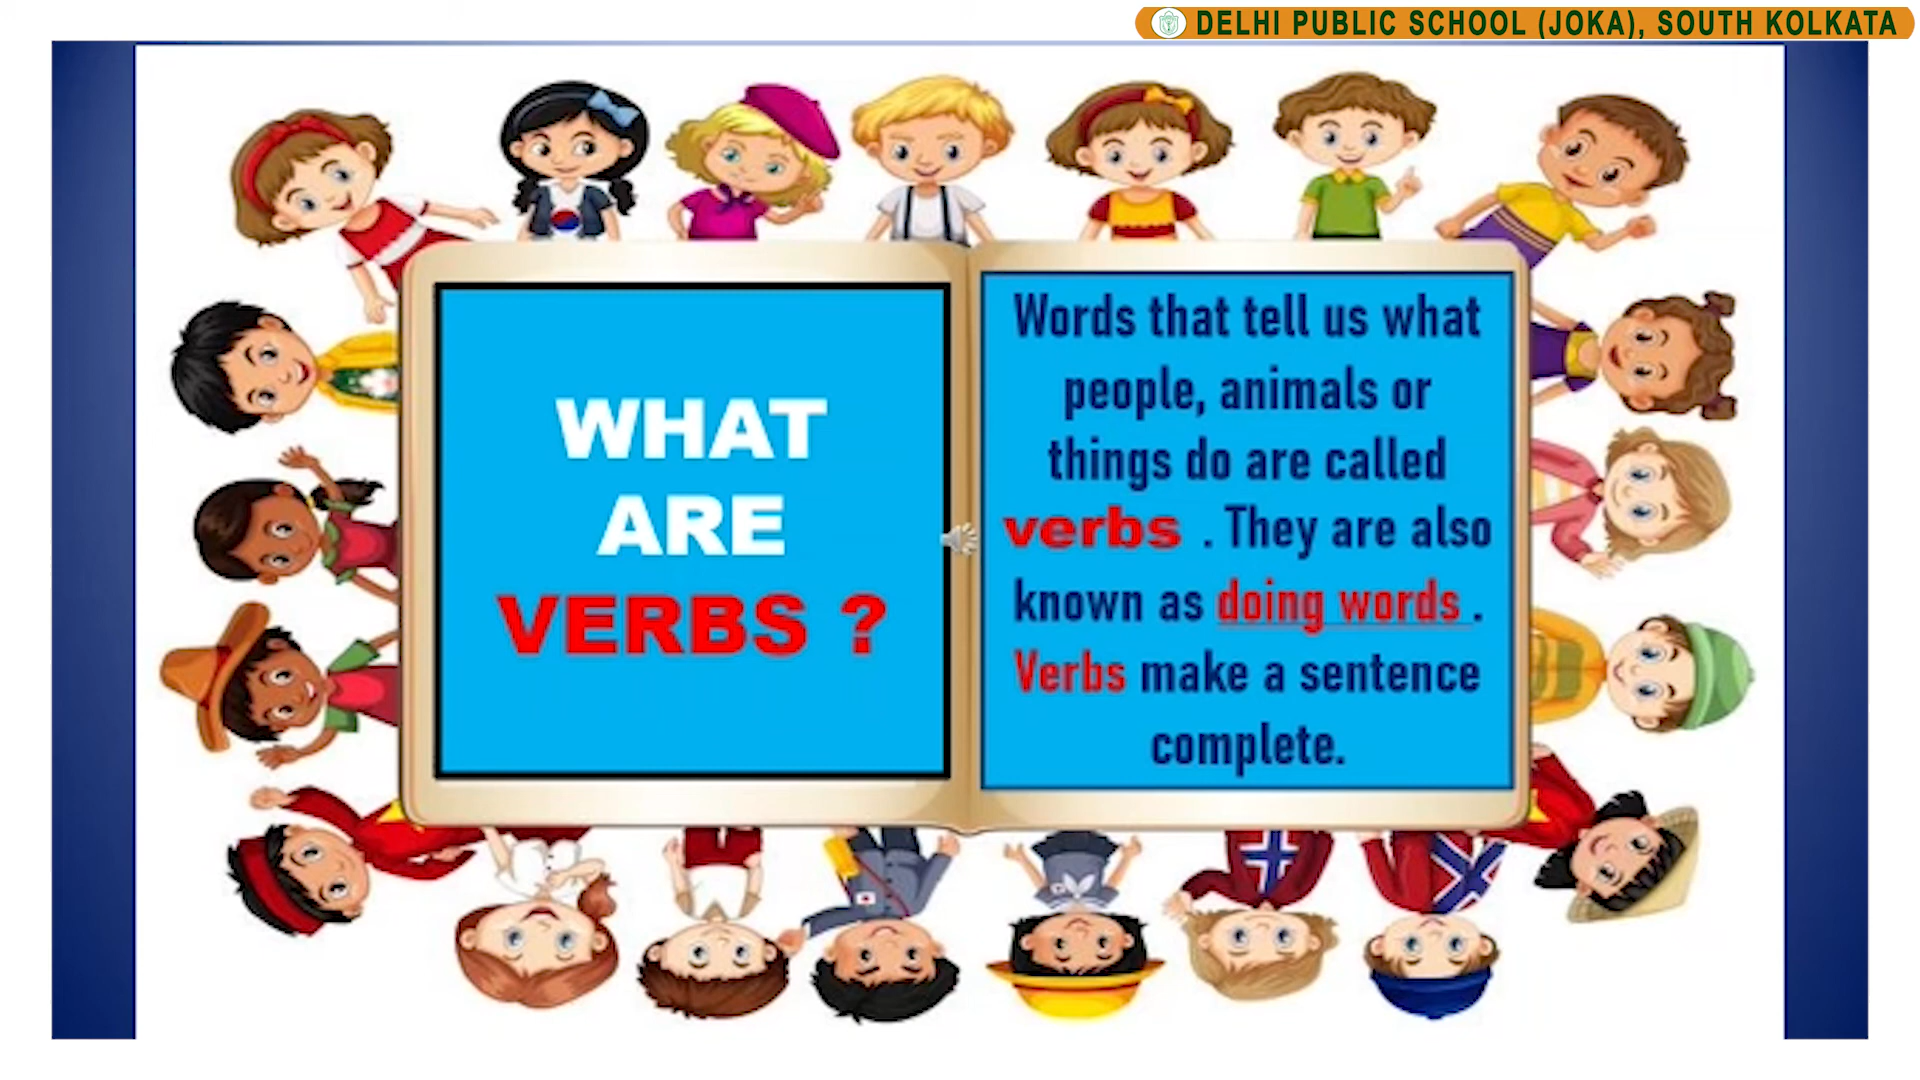 DELHI PUBLIC SCHOOL (JOKA), SOUTH KOLKATA
WHAT
ARE
VERBS ?
Words that tell us what
people, animals or
things do are called
verbs . They are also
known as doing words .
Verbs make a sentence
complete.